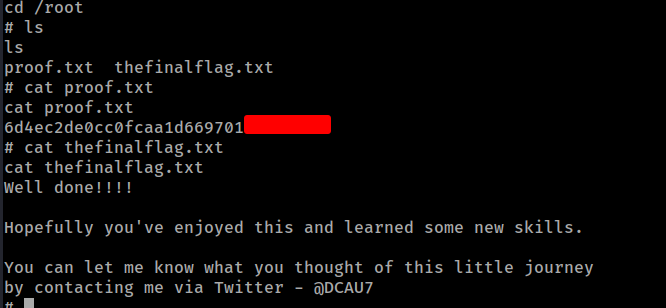 cd /root
# ls
ls
proof.txt  thefinalflag.txt
# cat proof.txt
cat proof.txt
6d4ec2de0cc0fcaa1d669701
# cat thefinalflag.txt
cat thefinalflag.txt
Well done!!!!
Hopefully you've enjoyed this and learned some new skills.
You can let me know what you thought of this little journey
by contacting me via Twitter - @DCAU7
#